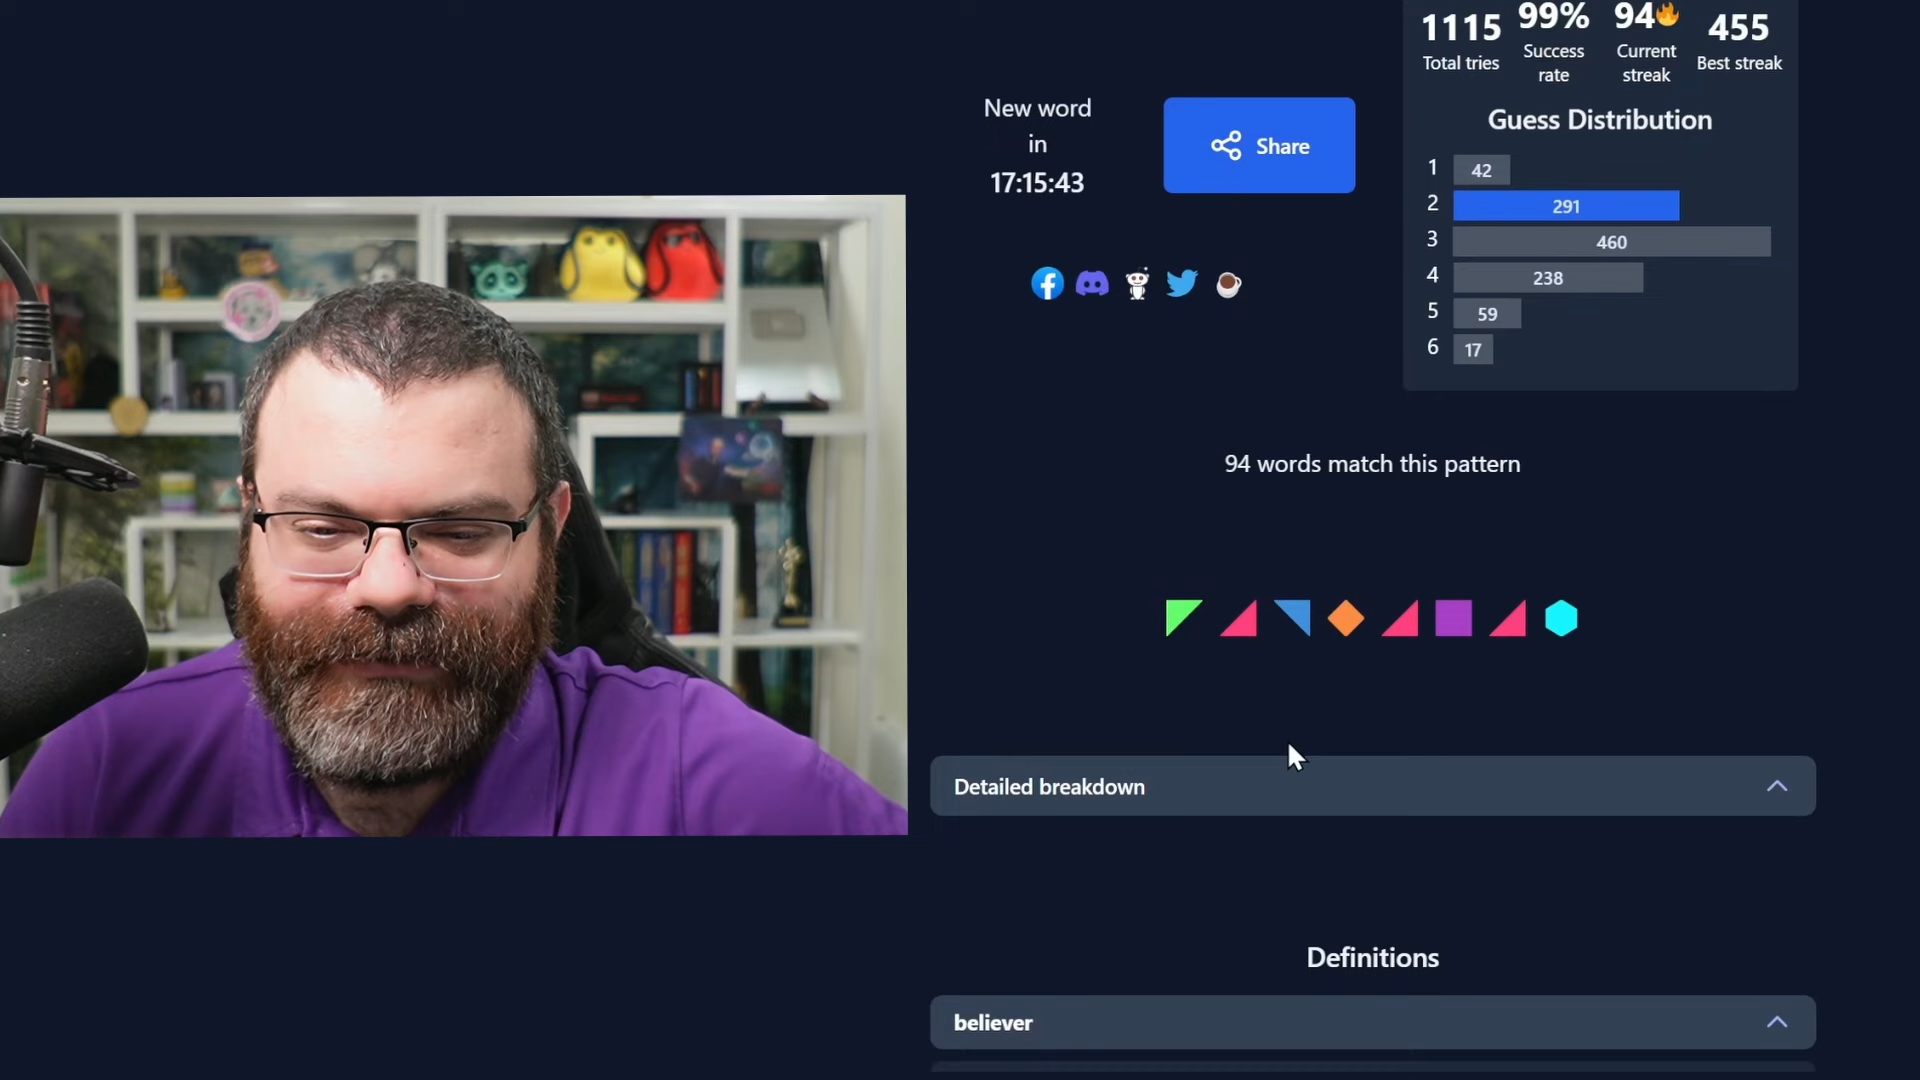 1115
99%
94
455
Total tries
Success
rate
Current
streak
Best streak
New word
in
17:15:43
Share
Guess Distribution
1
42
2
291
3
460
4
238
5
59
6
17
94 words match this pattern
Detailed breakdown
Definitions
believer